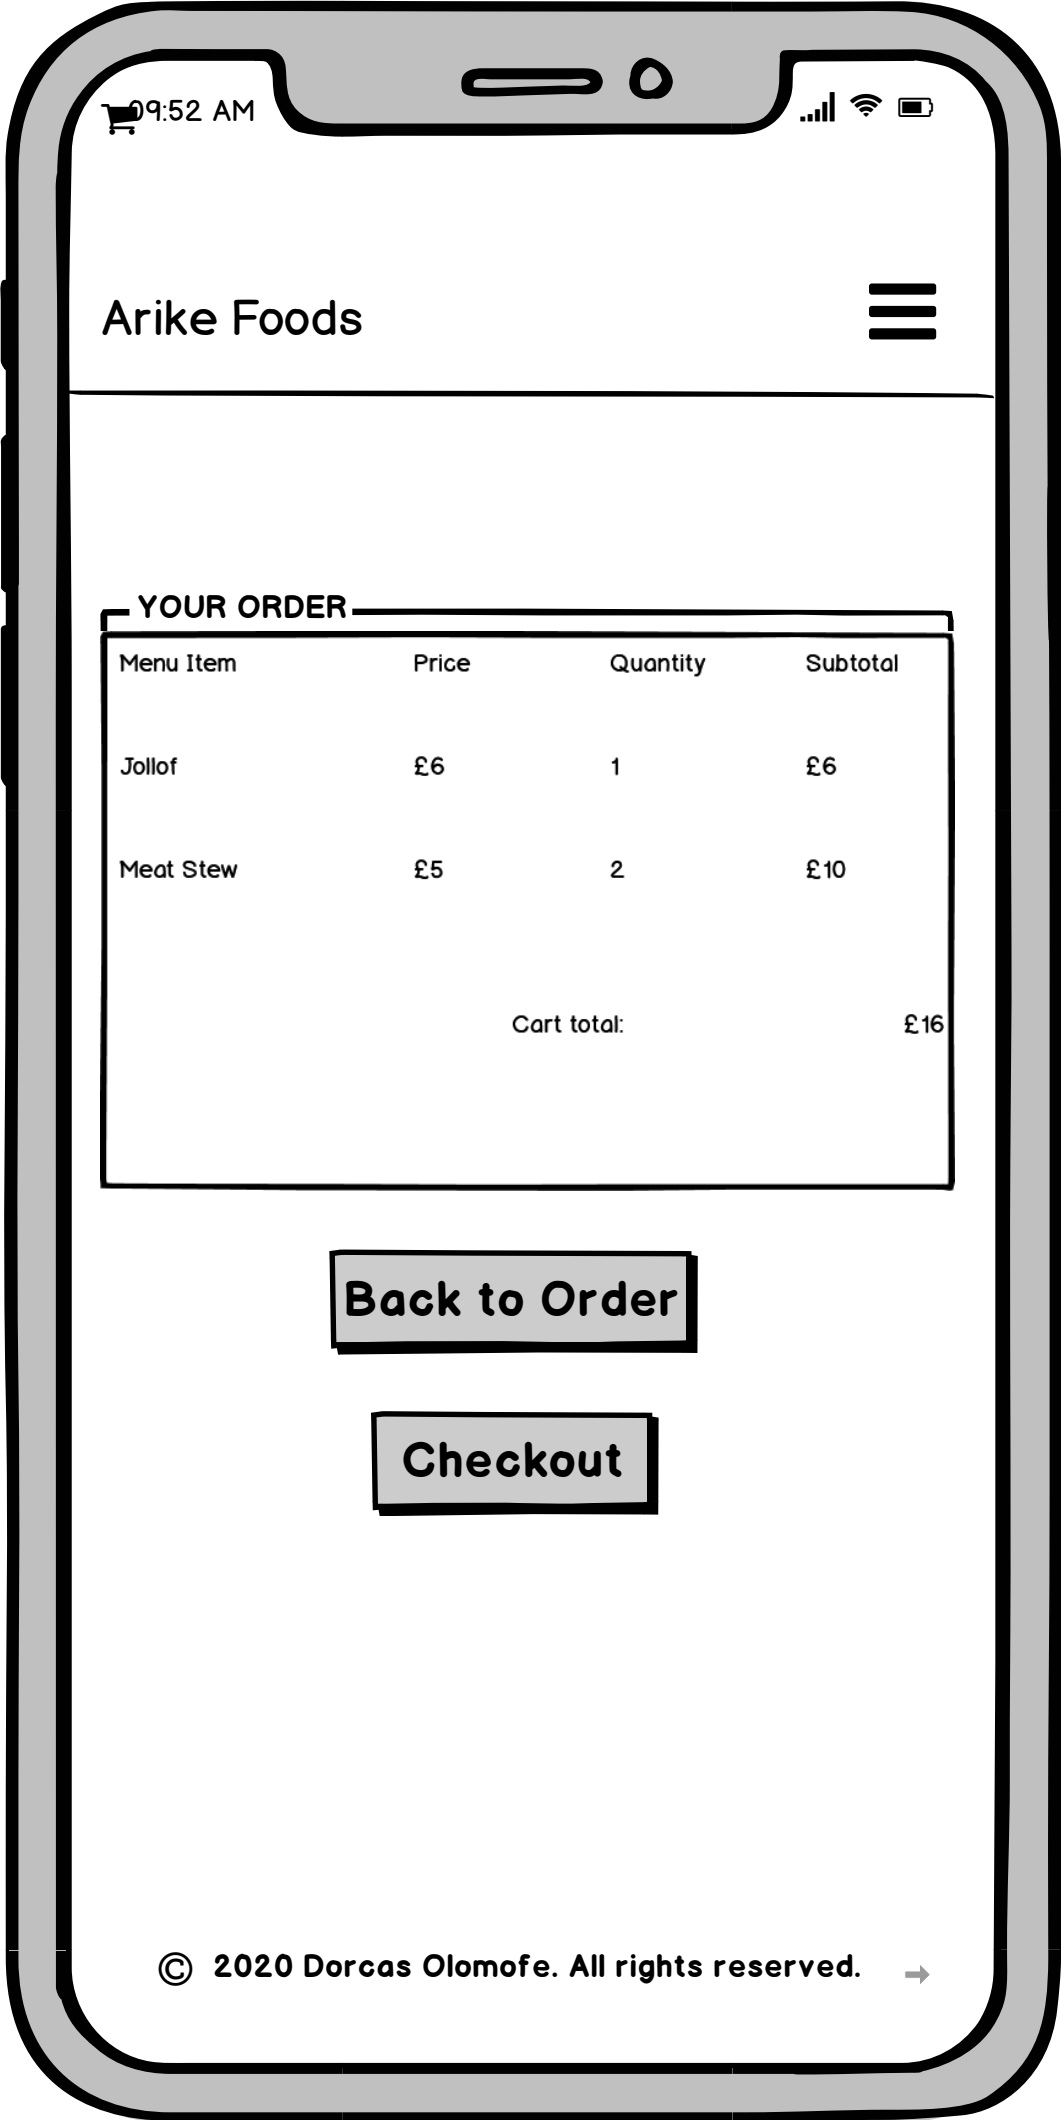 09:52 AM
Arike Foods
YOUR ORDER
Menu Item Price Quantity Subtotal
Jollof £6 1 £6
Meat Stew £5 2 £10
Cart total: £16
Back to Order
Checkout
© 2020 Dorcas Olomofe. All rights reserved.